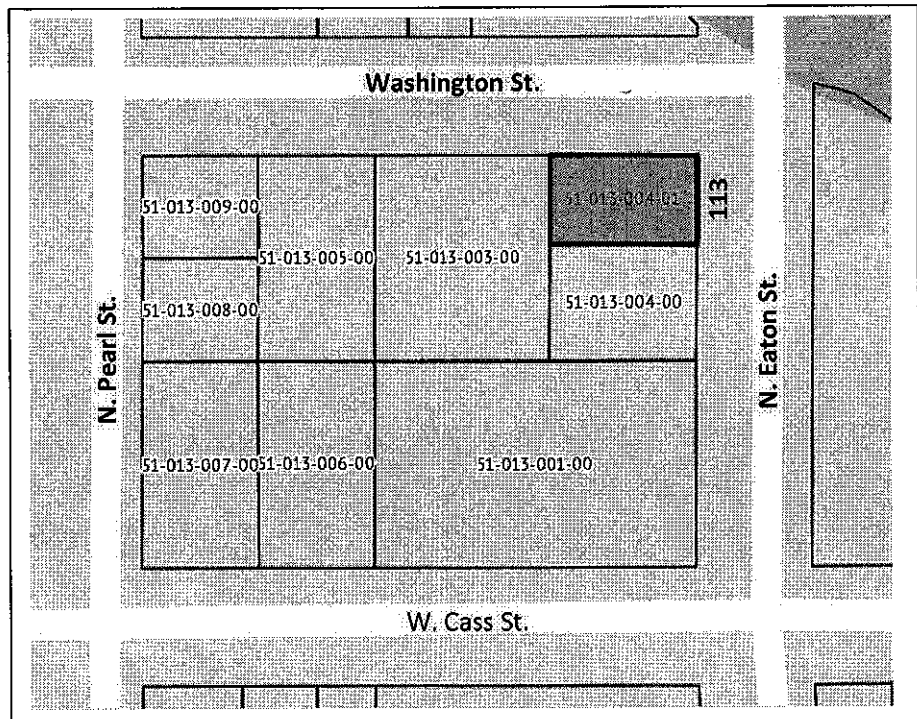 Washington St.
51-013-009-00
51-013-004-01
113
51-013-005-00
51-013-003-00
51-013-008-00
51-013-004-00
N. Pearl St.
N. Eaton St.
51-013-007-00
51-013-006-00
51-013-001-00
W. Cass St.